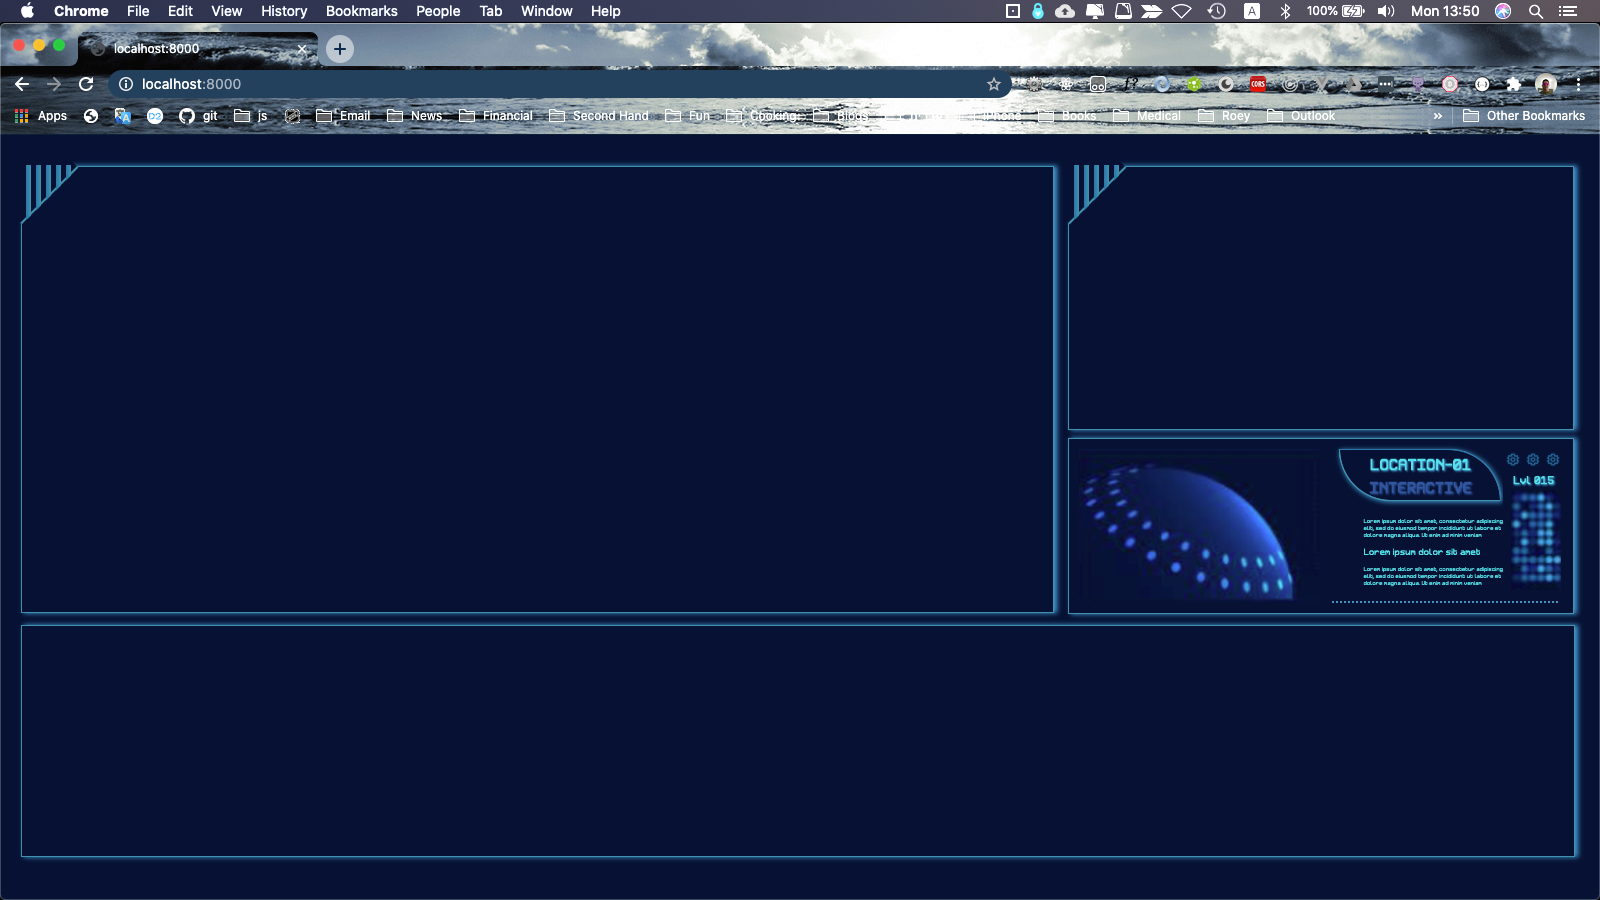 Chrome File Edit View History Bookmarks People Tab Window Help A 100% Mon 13:50
localhost:8000
localhost:8000
Apps git js Email News Financial Second Hand Fun Cooking Blogs iPhone Books Medical Roey Outlook » Other Bookmarks
LOCATION-01
INTERACTIVE
Lvl 015
Lorem ipsum dolor sit amet, consectetur adipiscing
elit, sed do eiusmod tempor incididunt ut labore et
dolore magna aliqua. Ut enim ad minim veniam
Lorem ipsum dolor sit amet
Lorem ipsum dolor sit amet, consectetur adipiscing
elit, sed do eiusmod tempor incididunt ut labore et
dolore magna aliqua. Ut enim ad minim veniam